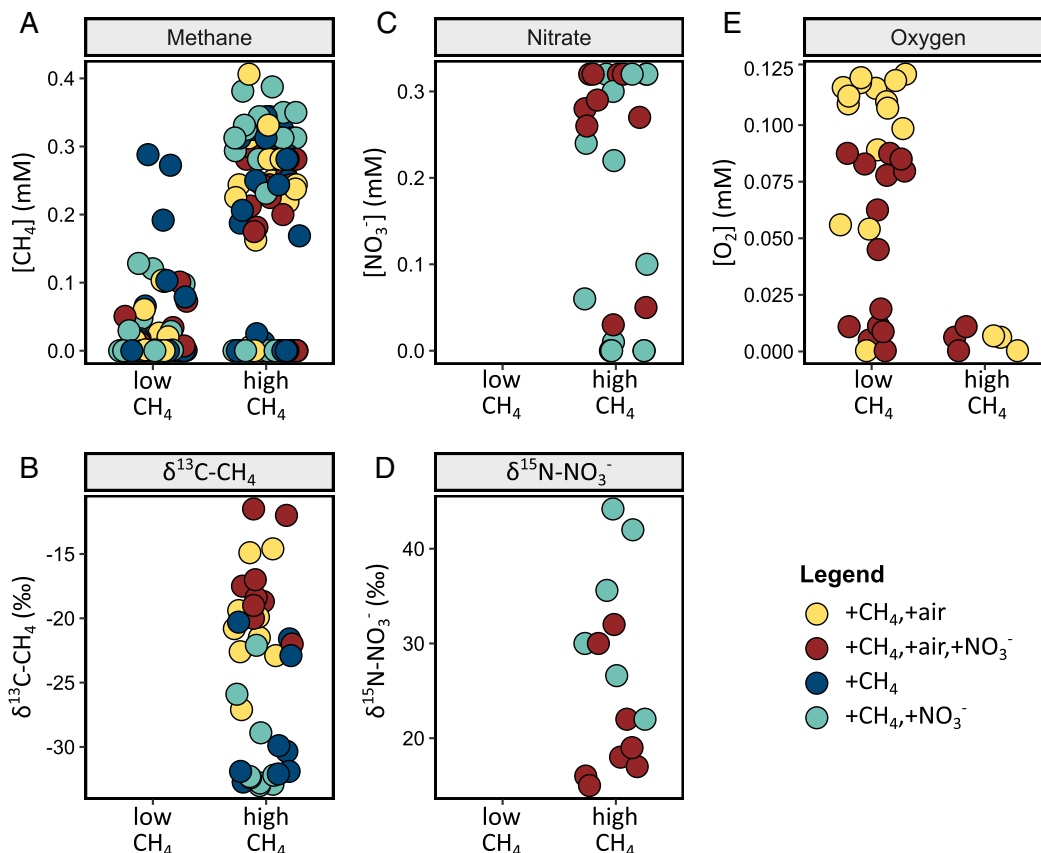 A
Methane
[CH₄] (mM)
0.4
0.3
0.2
0.1
0.0
low
CH₄
high
CH₄
C
Nitrate
[NO₃⁻] (mM)
0.3
0.2
0.1
0.0
low
CH₄
high
CH₄
E
Oxygen
[O₂] (mM)
0.125
0.100
0.075
0.050
0.025
0.000
low
CH₄
high
CH₄
B
δ¹³C-CH₄
δ¹³C-CH₄ (‰)
-15
-20
-25
-30
low
CH₄
high
CH₄
D
δ¹⁵N-NO₃⁻
δ¹⁵N-NO₃⁻ (‰)
40
30
20
low
CH₄
high
CH₄
Legend
+CH₄,+air
+CH₄,+air,+NO₃⁻
+CH₄
+CH₄,+NO₃⁻